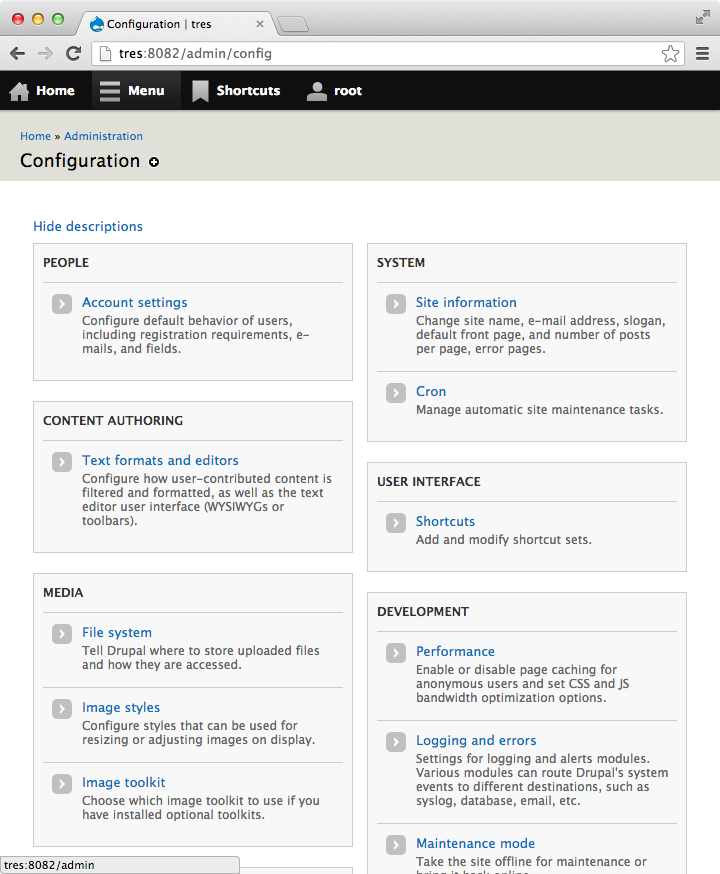 Configuration | tres
tres:8082/admin/config
Home
Menu
Shortcuts
root
Home » Administration
Configuration
Hide descriptions
PEOPLE
Account settings
Configure default behavior of users,
including registration requirements, e-
mails, and fields.
CONTENT AUTHORING
Text formats and editors
Configure how user-contributed content is
filtered and formatted, as well as the text
editor user interface (WYSIWYGs or
toolbars).
MEDIA
File system
Tell Drupal where to store uploaded files
and how they are accessed.
Image styles
Configure styles that can be used for
resizing or adjusting images on display.
Image toolkit
Choose which image toolkit to use if you
have installed optional toolkits.
SYSTEM
Site information
Change site name, e-mail address, slogan,
default front page, and number of posts
per page, error pages.
Cron
Manage automatic site maintenance tasks.
USER INTERFACE
Shortcuts
Add and modify shortcut sets.
DEVELOPMENT
Performance
Enable or disable page caching for
anonymous users and set CSS and JS
bandwidth optimization options.
Logging and errors
Settings for logging and alerts modules.
Various modules can route Drupal's system
events to different destinations, such as
syslog, database, email, etc.
Maintenance mode
Take the site offline for maintenance or
bring it back online.
tres:8082/admin